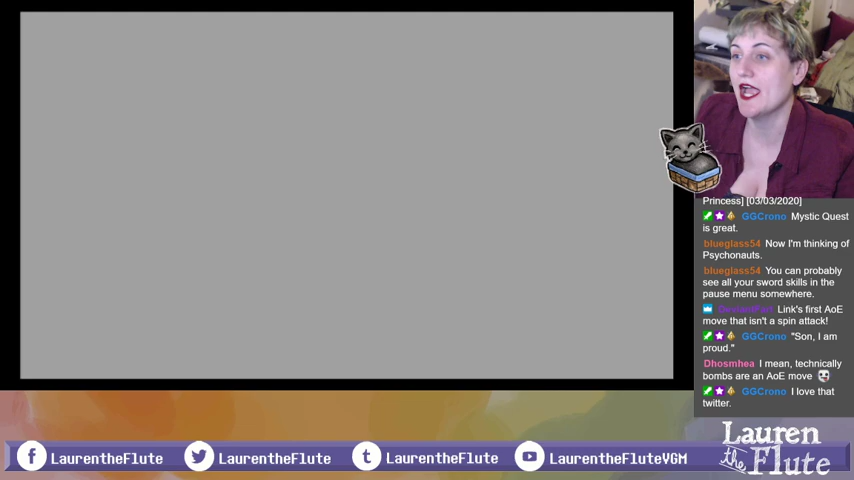 Princess] [03/03/2020]
GGCrono Mystic Quest
is great.
blueglass54 Now I'm thinking of
Psychonauts.
blueglass54 You can probably
see all your sword skills in the
pause menu somewhere.
Link's first AoE
move that isn't a spin attack!
GGCrono "Son, I am
proud."
Dhosmhea I mean, technically
bombs are an AoE move
GGCrono I love that
twitter.
Lauren
the Flute
LaurentheFlute
LaurentheFlute
LaurentheFlute
LaurentheFluteVGM